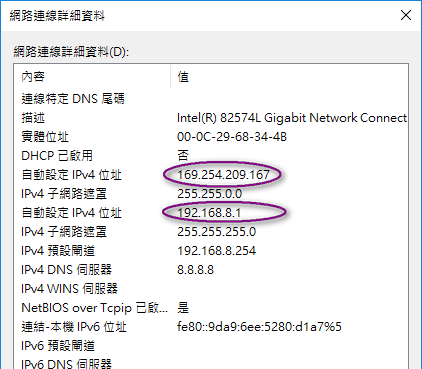 網路連線詳細資料
網路連線詳細資料(D):
內容 值
連線特定 DNS 尾碼
描述 Intel(R) 82574L Gigabit Network Connect
實體位址 00-0C-29-68-34-4B
DHCP 已啟用 否
自動設定 IPv4 位址 169.254.209.167
IPv4 子網路遮罩 255.255.0.0
自動設定 IPv4 位址 192.168.8.1
IPv4 子網路遮罩 255.255.255.0
IPv4 預設閘道 192.168.8.254
IPv4 DNS 伺服器 8.8.8.8
IPv4 WINS 伺服器
NetBIOS over Tcpip 已啟... 是
連結-本機 IPv6 位址 fe80::9da9:6ee:5280:d1a7%5
IPv6 預設閘道
IPv6 DNS 伺服器